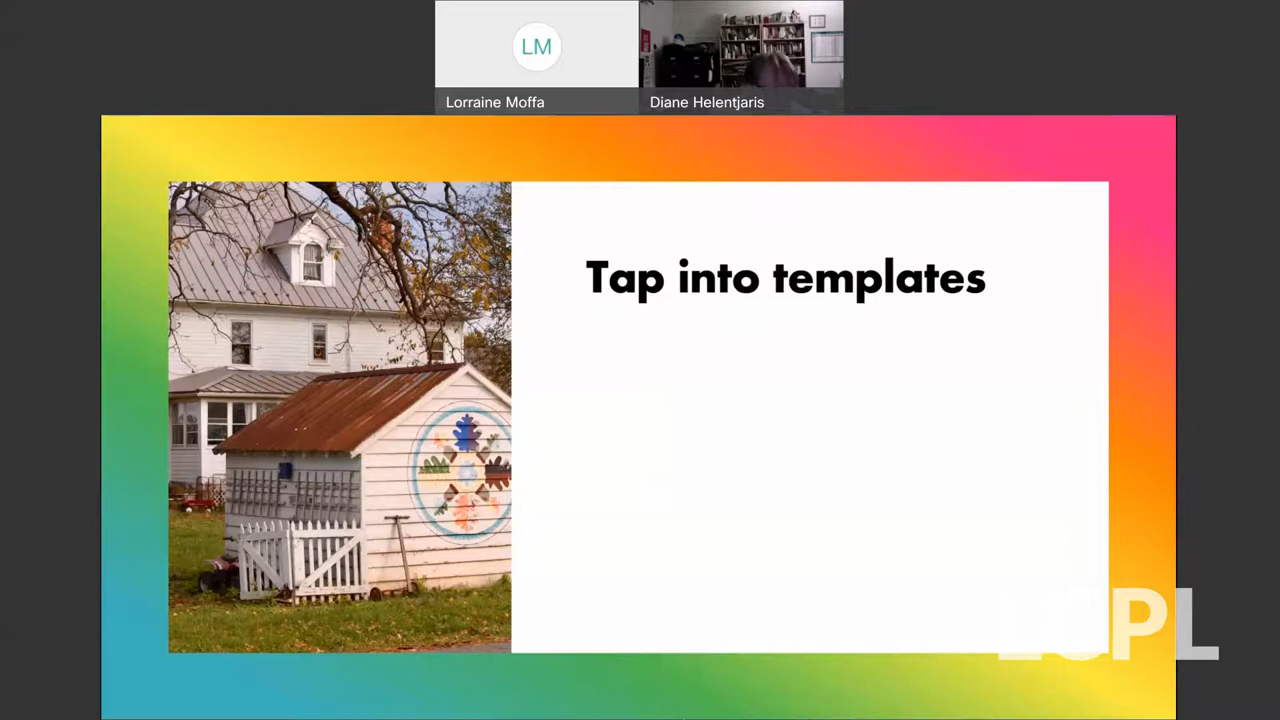 LM
Lorraine Moffa
Diane Helentjaris
Tap into templates
LCPL